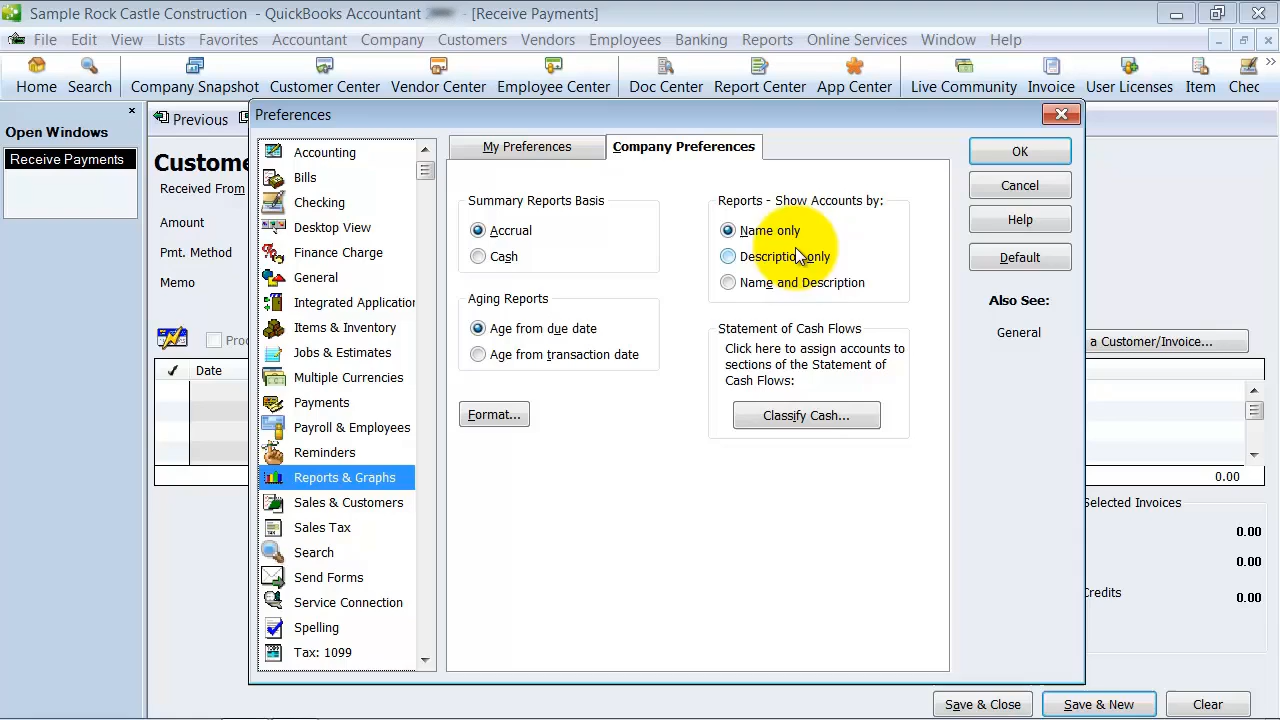 Sample Rock Castle Construction - QuickBooks Accountant - [Receive Payments]
File Edit View Lists Favorites Accountant Company Customers Vendors Employees Banking Reports Online Services Window Help
Home Search Company Snapshot Customer Center Vendor Center Employee Center Doc Center Report Center App Center Live Community Invoice User Licenses Item Chec
Open Windows
Receive Payments
Previous
Custome
Received From
Amount
Pmt. Method
Memo
Proc
Date
Preferences
Accounting
Bills
Checking
Desktop View
Finance Charge
General
Integrated Application
Items & Inventory
Jobs & Estimates
Multiple Currencies
Payments
Payroll & Employees
Reminders
Reports & Graphs
Sales & Customers
Sales Tax
Search
Send Forms
Service Connection
Spelling
Tax: 1099
My Preferences Company Preferences
Summary Reports Basis
Accrual
Cash
Aging Reports
Age from due date
Age from transaction date
Format...
Reports - Show Accounts by:
Name only
Description only
Name and Description
Statement of Cash Flows
Click here to assign accounts to
sections of the Statement of
Cash Flows:
Classify Cash...
OK
Cancel
Help
Default
Also See:
General
a Customer/Invoice...
0.00
Selected Invoices
0.00
0.00
Credits 0.00
Save & Close Save & New Clear